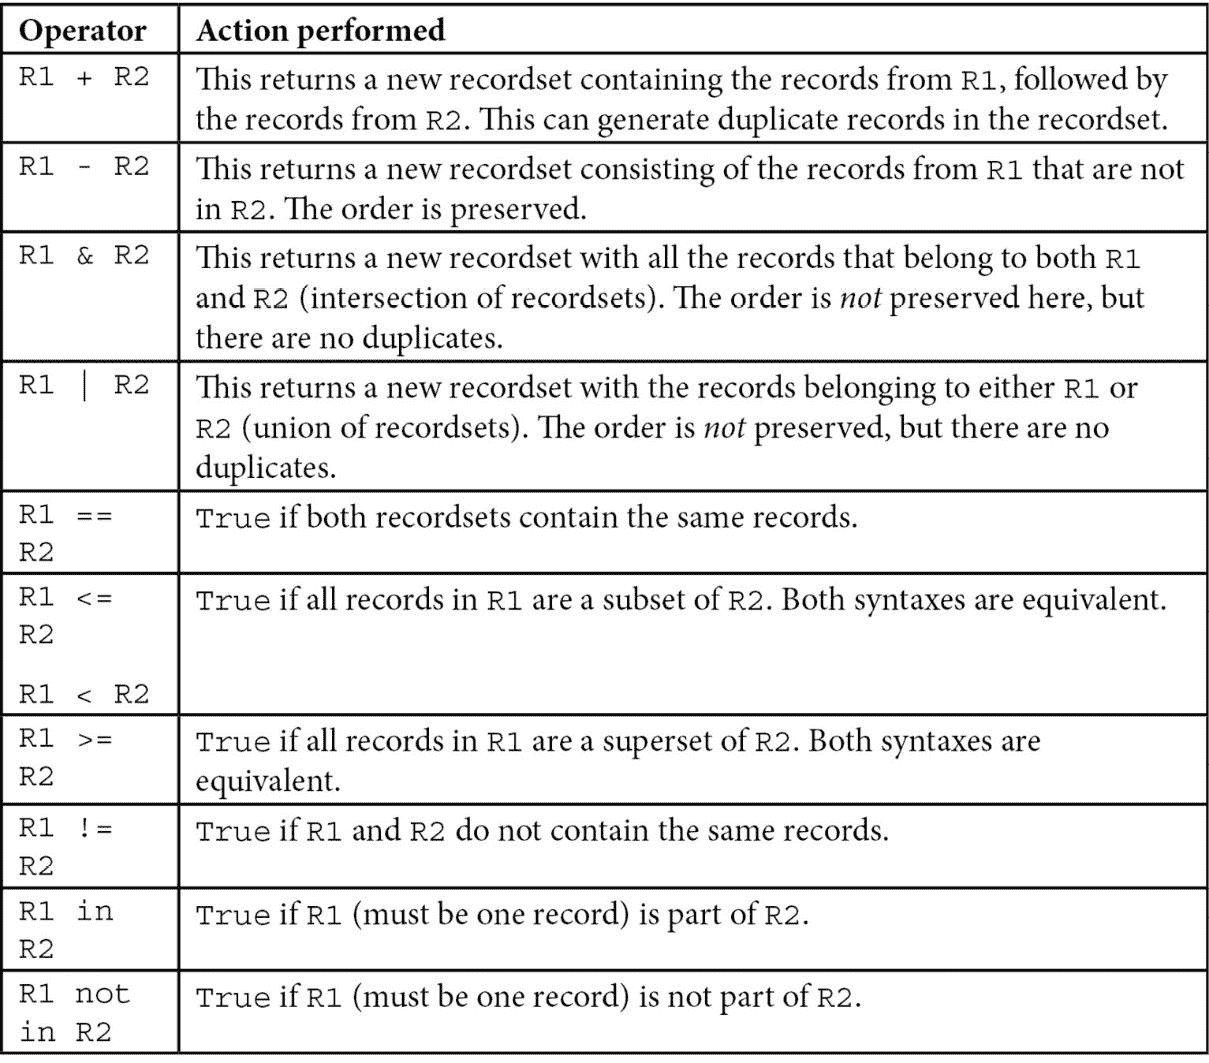 Operator Action performed
R1 + R2 This returns a new recordset containing the records from R1, followed by
the records from R2. This can generate duplicate records in the recordset.
R1 - R2 This returns a new recordset consisting of the records from R1 that are not
in R2. The order is preserved.
R1 & R2 This returns a new recordset with all the records that belong to both R1
and R2 (intersection of recordsets). The order is not preserved here, but
there are no duplicates.
R1 | R2 This returns a new recordset with the records belonging to either R1 or
R2 (union of recordsets). The order is not preserved, but there are no
duplicates.
R1 == True if both recordsets contain the same records.
R2
R1 <= True if all records in R1 are a subset of R2. Both syntaxes are equivalent.
R2
R1 < R2
R1 >= True if all records in R1 are a superset of R2. Both syntaxes are
R2 equivalent.
R1 != True if R1 and R2 do not contain the same records.
R2
R1 in True if R1 (must be one record) is part of R2.
R2
R1 not True if R1 (must be one record) is not part of R2.
in R2